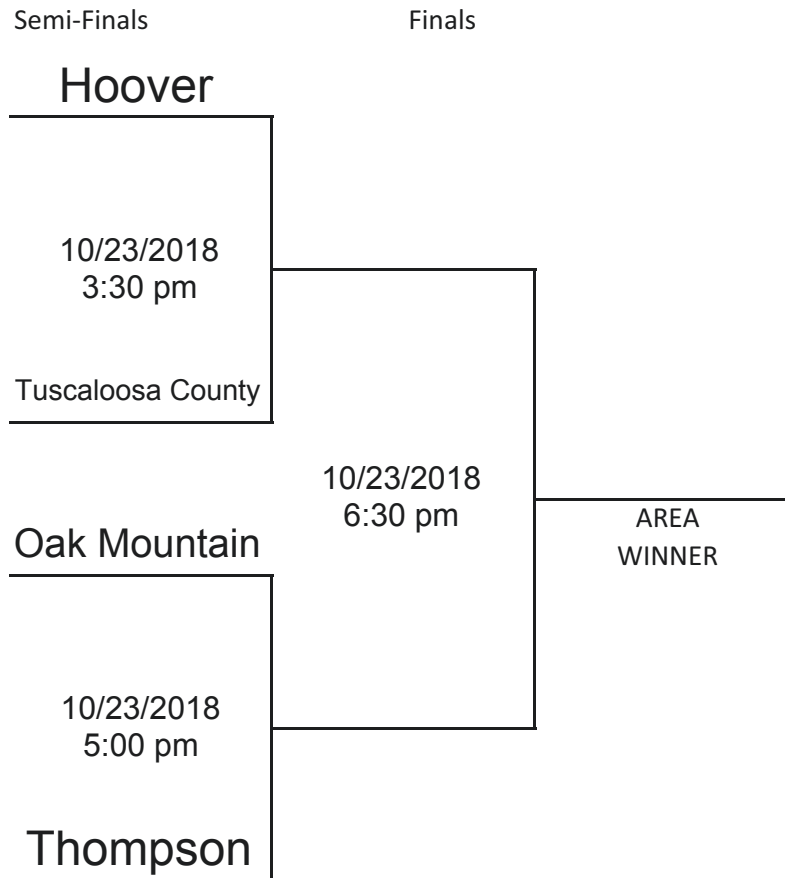 Semi-Finals
Finals
Hoover
10/23/2018
3:30 pm
Tuscaloosa County
10/23/2018
6:30 pm
AREA
WINNER
Oak Mountain
10/23/2018
5:00 pm
Thompson